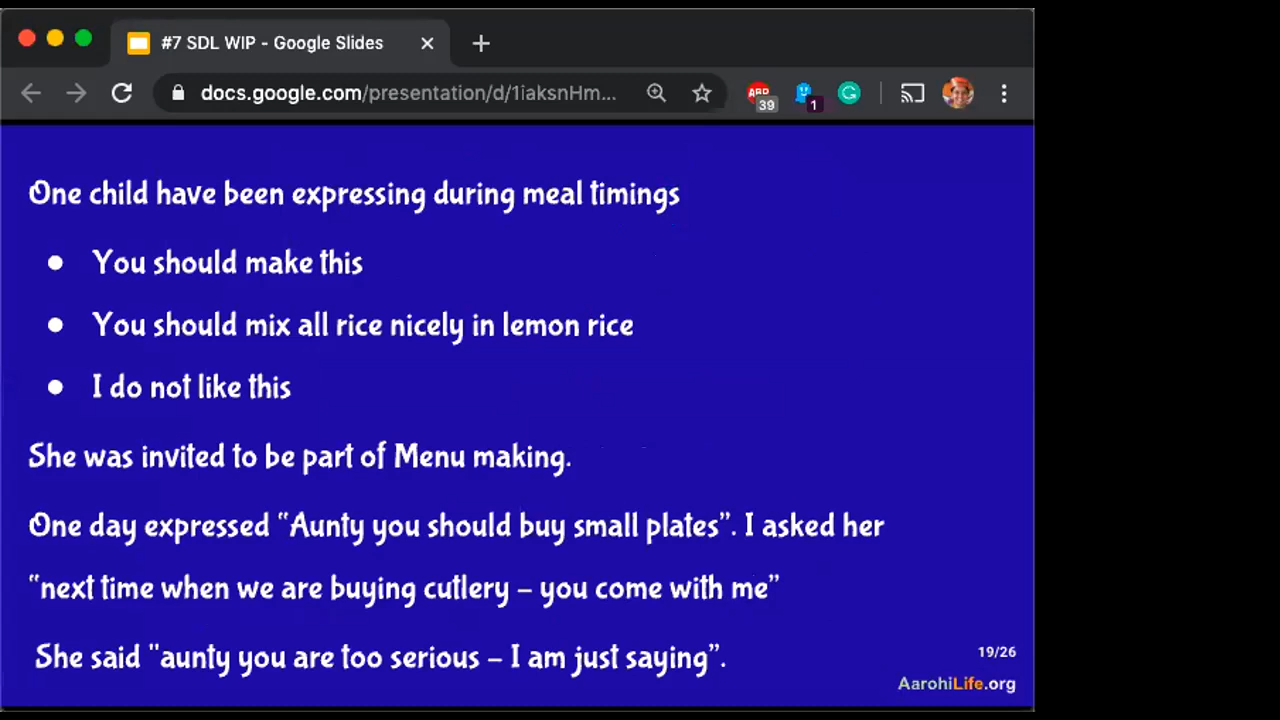 #7 SDL WIP - Google Slides
docs.google.com/presentation/d/1iaksnHm...
ABP
39
1
One child have been expressing during meal timings
● You should make this
● You should mix all rice nicely in lemon rice
● I do not like this
She was invited to be part of Menu making.
One day expressed “Aunty you should buy small plates”. I asked her
“next time when we are buying cutlery – you come with me”
She said "aunty you are too serious – I am just saying”.
19/26
AarohiLife.org